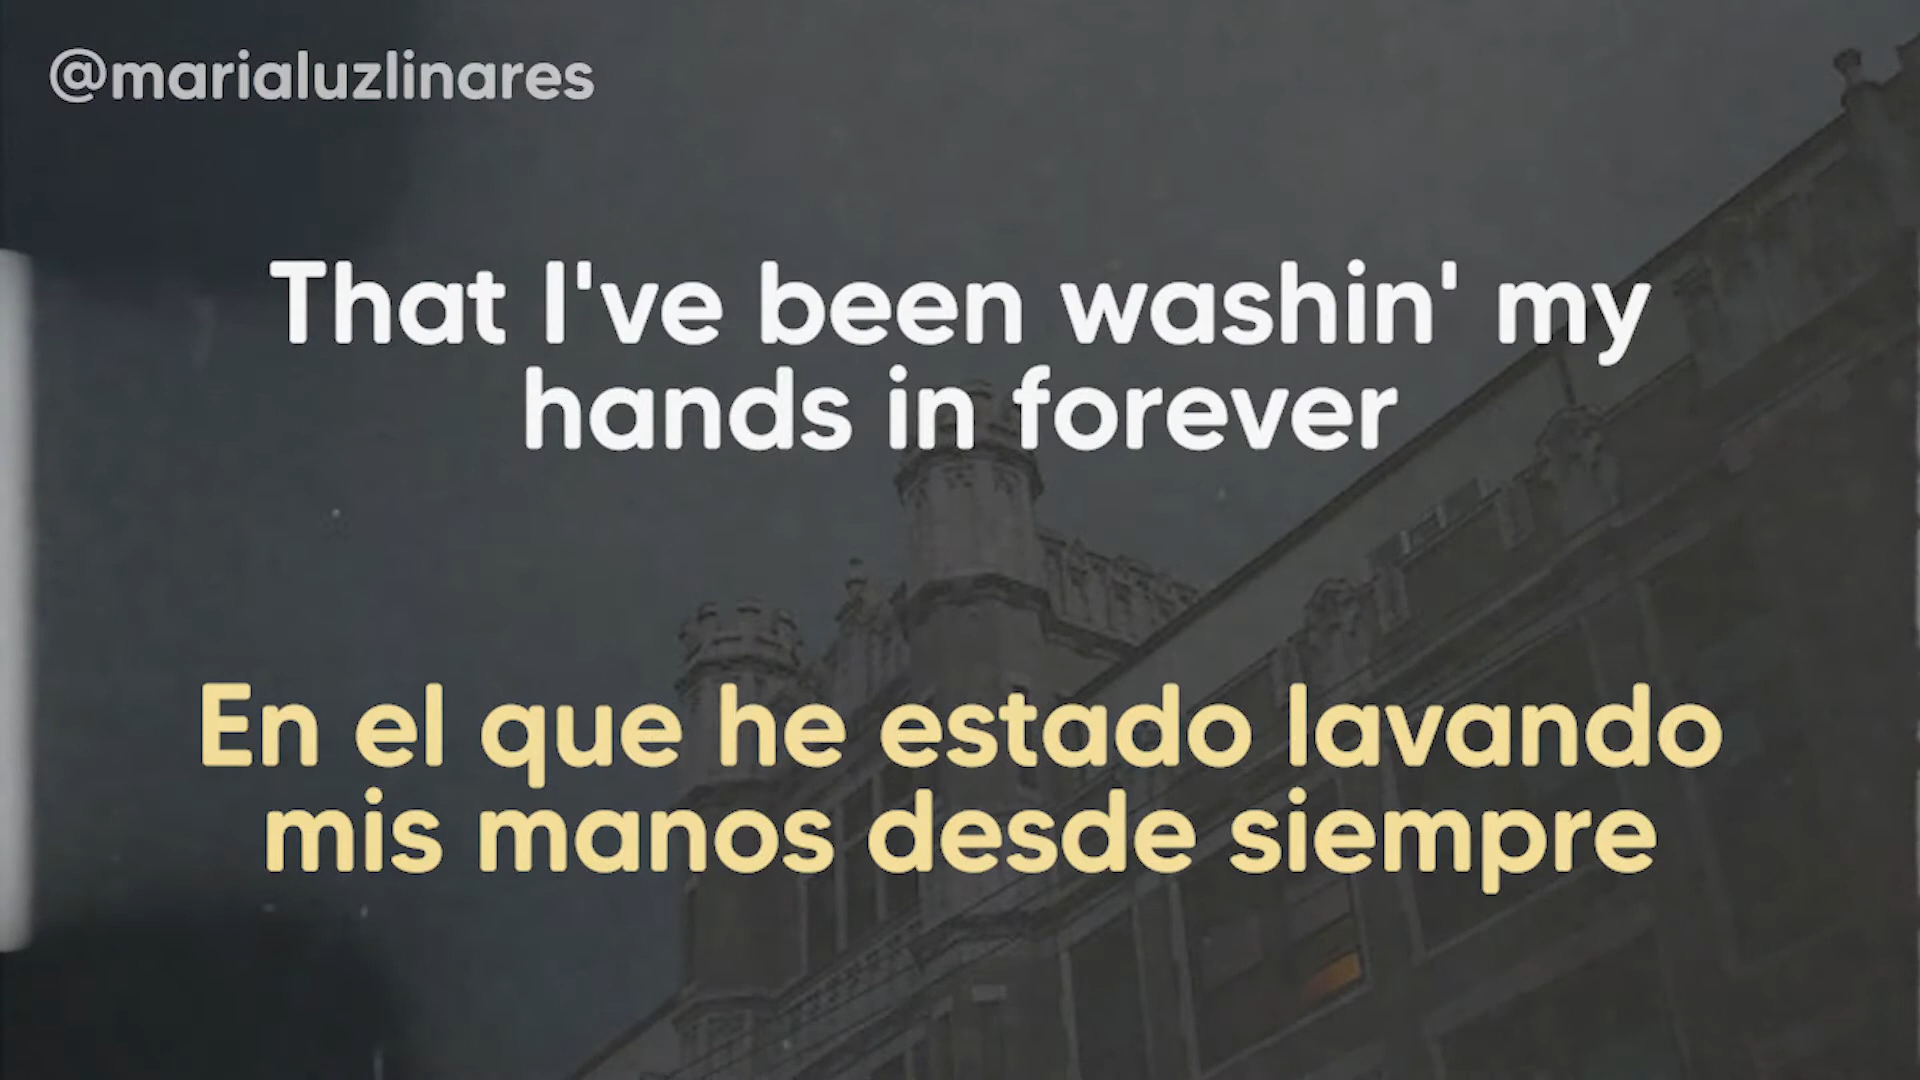 @marialuzlinares
That I've been washin' my
hands in forever
En el que he estado lavando
mis manos desde siempre